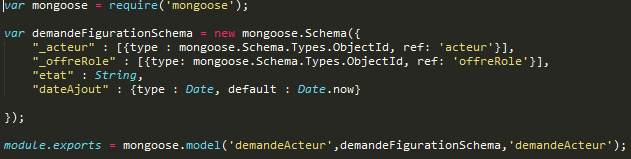 var mongoose = require('mongoose');
var demandeFigurationSchema = new mongoose.Schema({
"_acteur" : [{type : mongoose.Schema.Types.ObjectId, ref: 'acteur'}],
"_offreRole" : [{type: mongoose.Schema.Types.ObjectId, ref: 'offreRole'}],
"etat" : String,
"dateAjout" : {type : Date, default : Date.now}
});
module.exports = mongoose.model('demandeActeur',demandeFigurationSchema,'demandeActeur');